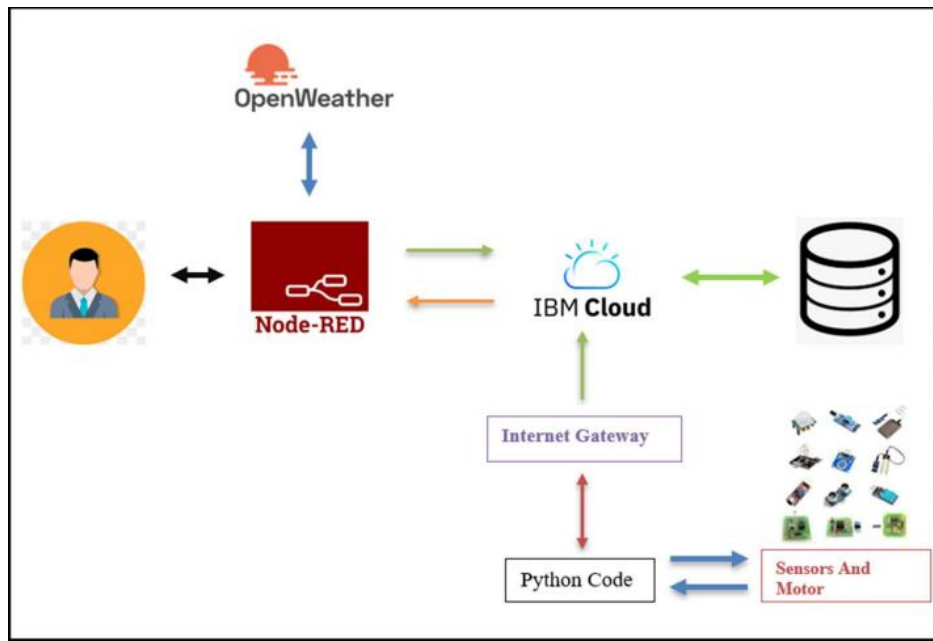 OpenWeather
Node-RED
IBM Cloud
Internet Gateway
Python Code
Sensors And
Motor